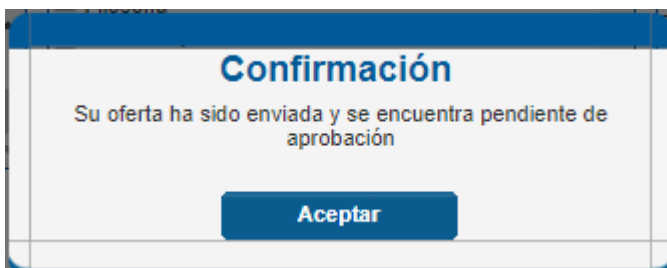 Confirmación
Su oferta ha sido enviada y se encuentra pendiente de
aprobación
Aceptar